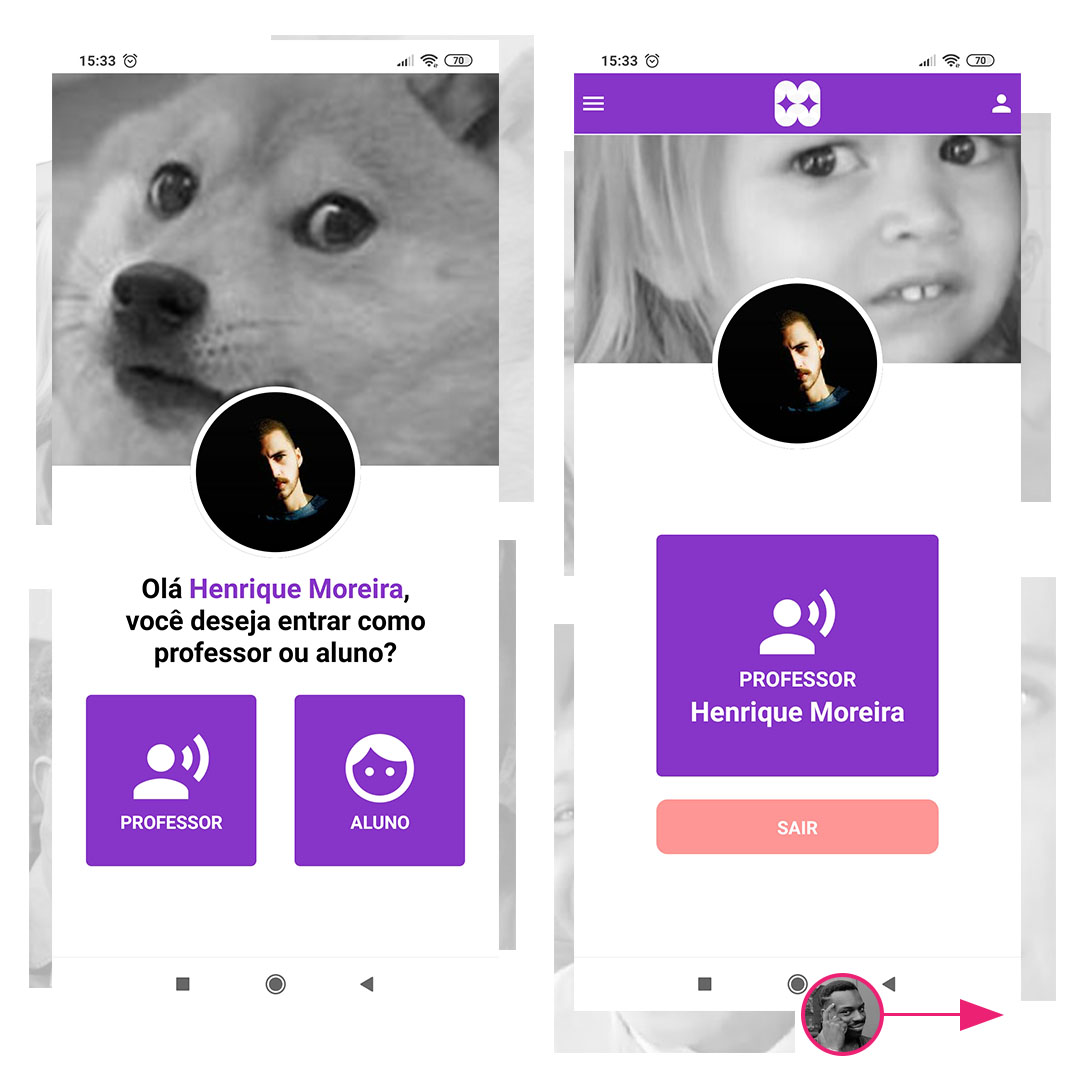 15:33
70
Olá Henrique Moreira,
você deseja entrar como
professor ou aluno?
PROFESSOR
ALUNO
15:33
70
PROFESSOR
Henrique Moreira
SAIR